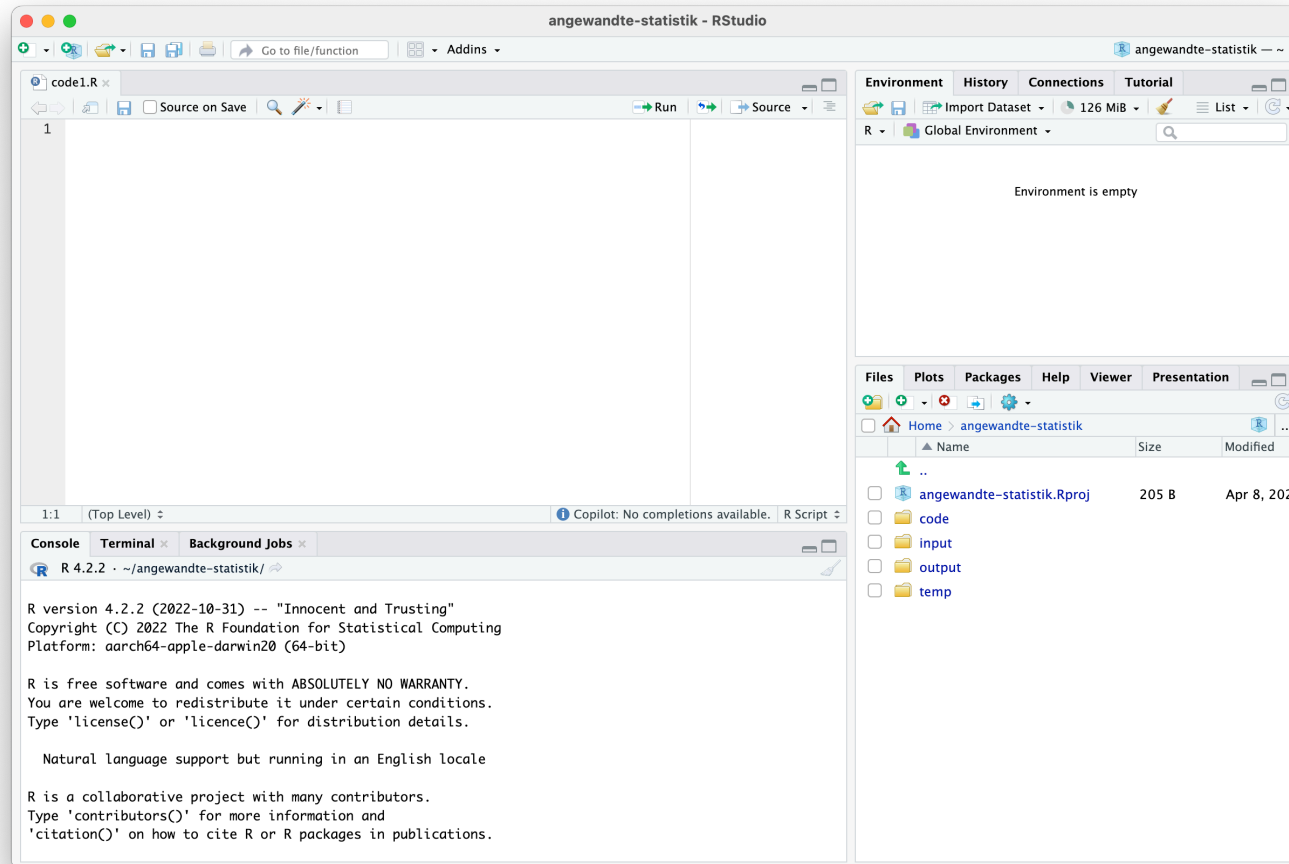 angewandte-statistik - RStudio
Go to file/function
Addins
angewandte-statistik — ~
code1.R
Source on Save
Run
Source
1
1:1
(Top Level)
Copilot: No completions available.
R Script
Console Terminal Background Jobs
R 4.2.2 · ~/angewandte-statistik/
R version 4.2.2 (2022-10-31) -- "Innocent and Trusting"
Copyright (C) 2022 The R Foundation for Statistical Computing
Platform: aarch64-apple-darwin20 (64-bit)
R is free software and comes with ABSOLUTELY NO WARRANTY.
You are welcome to redistribute it under certain conditions.
Type 'license()' or 'licence()' for distribution details.
Natural language support but running in an English locale
R is a collaborative project with many contributors.
Type 'contributors()' for more information and
'citation()' on how to cite R or R packages in publications.
Environment History Connections Tutorial
Import Dataset
126 MiB
List
R
Global Environment
Environment is empty
Files Plots Packages Help Viewer Presentation
Home > angewandte-statistik
Name Size Modified
..
angewandte-statistik.Rproj 205 B Apr 8, 202
code
input
output
temp